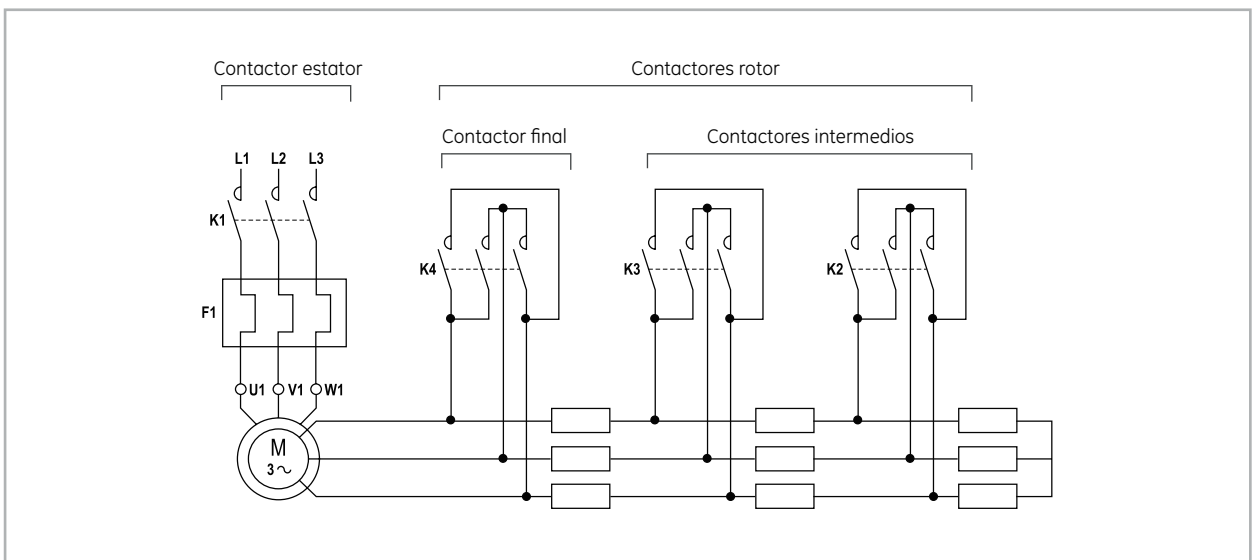 Contactor estator
Contactores rotor
Contactor final
Contactores intermedios
L1 L2 L3
K1
K4
K3
K2
F1
U1 V1 W1
M
3∿